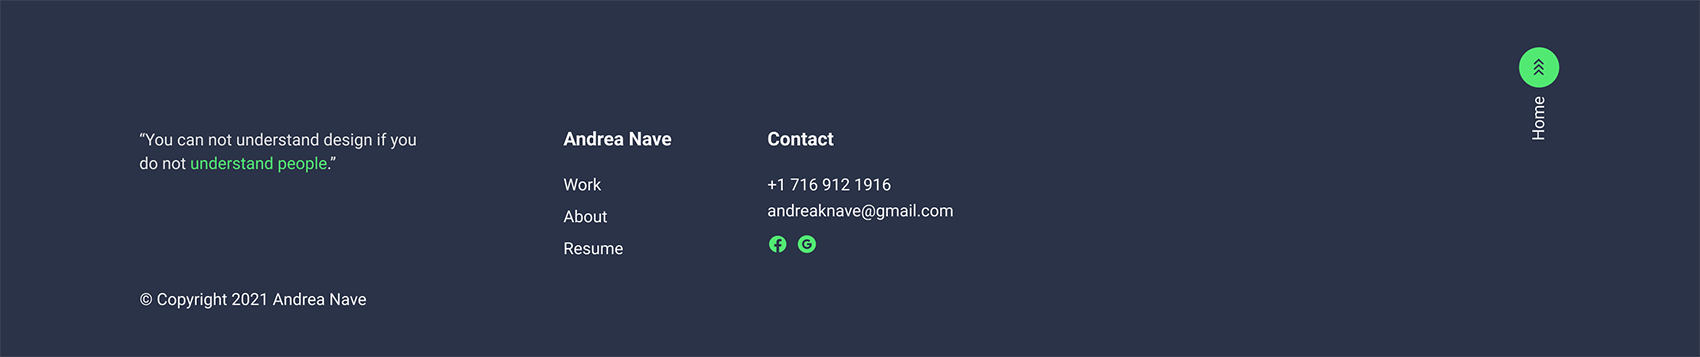 “You can not understand design if you
do not understand people.”
Andrea Nave
Work
About
Resume
Contact
+1 716 912 1916
andreaknave@gmail.com
© Copyright 2021 Andrea Nave
Home